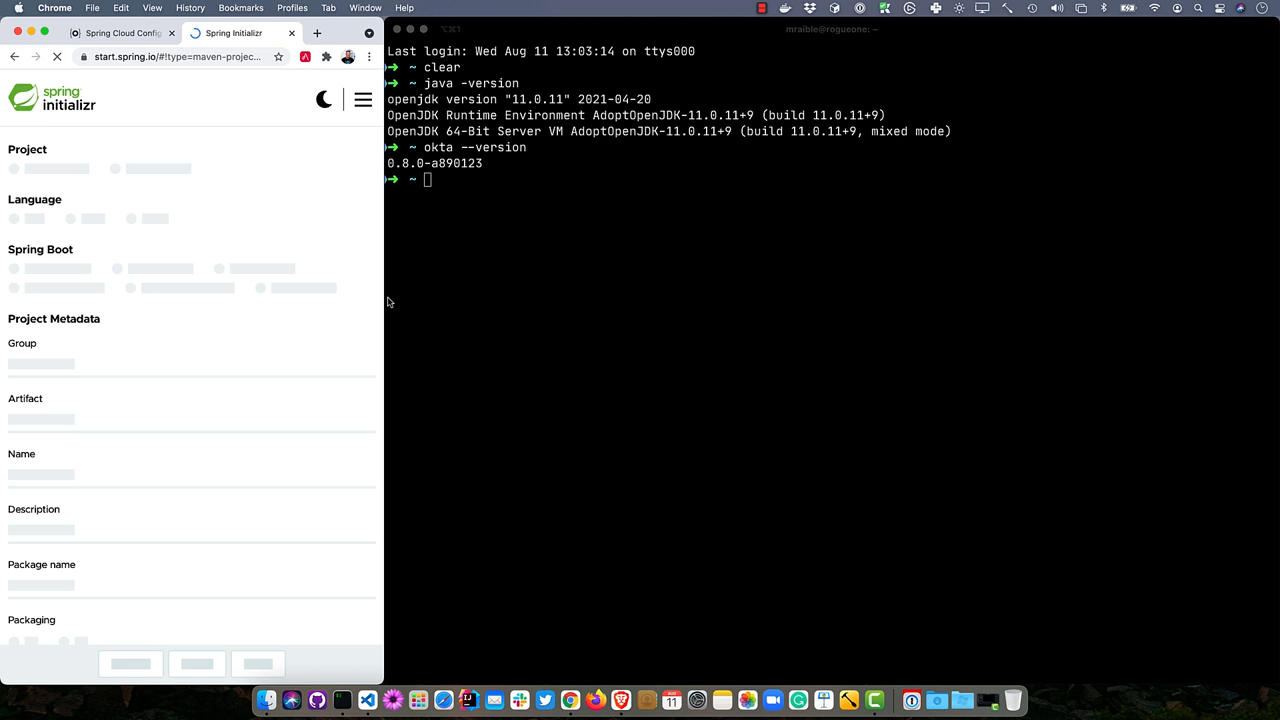 Chrome File Edit View History Bookmarks Profiles Tab Window Help
Spring Cloud Config
Spring Initializr
start.spring.io/#!type=maven-projec...
spring
initializr
Project
Language
Spring Boot
Project Metadata
Group
Artifact
Name
Description
Package name
Packaging
⌥⌘1
mraible@rogueone: ~
Last login: Wed Aug 11 13:03:14 on ttys000
➜ ~ clear
➜ ~ java -version
openjdk version "11.0.11" 2021-04-20
OpenJDK Runtime Environment AdoptOpenJDK-11.0.11+9 (build 11.0.11+9)
OpenJDK 64-Bit Server VM AdoptOpenJDK-11.0.11+9 (build 11.0.11+9, mixed mode)
➜ ~ okta --version
0.8.0-a890123
➜ ~
11